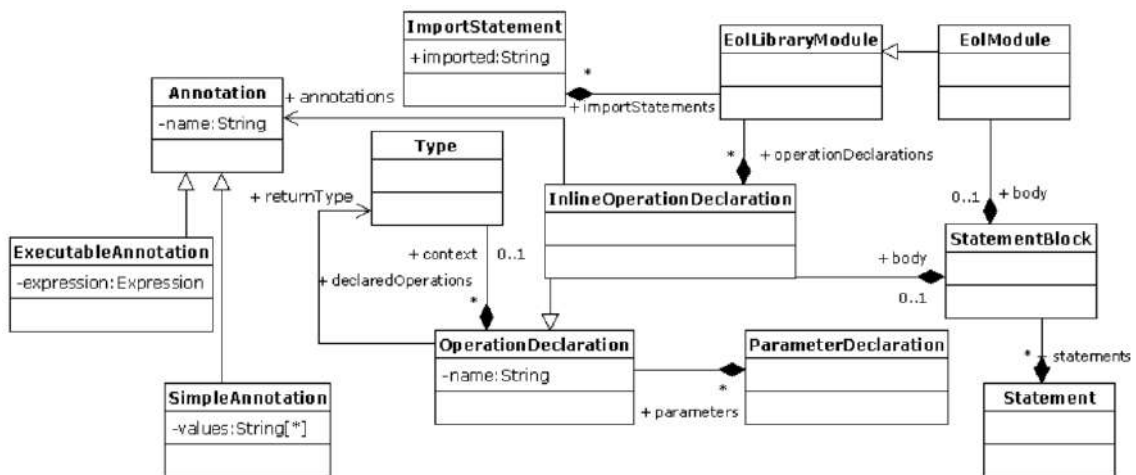 ImportStatement
+imported:String
EolLibraryModule
EolModule
*
+ importStatements
Annotation
-name:String
+ annotations
Type
* + operationDeclarations
+ returnType
InlineOperationDeclaration
0..1 + body
StatementBlock
ExecutableAnnotation
-expression:Expression
+ context 0..1
+ declaredOperations
*
+ body
0..1
OperationDeclaration
-name:String
ParameterDeclaration
*
+ parameters
* + statements
Statement
SimpleAnnotation
-values:String[*]